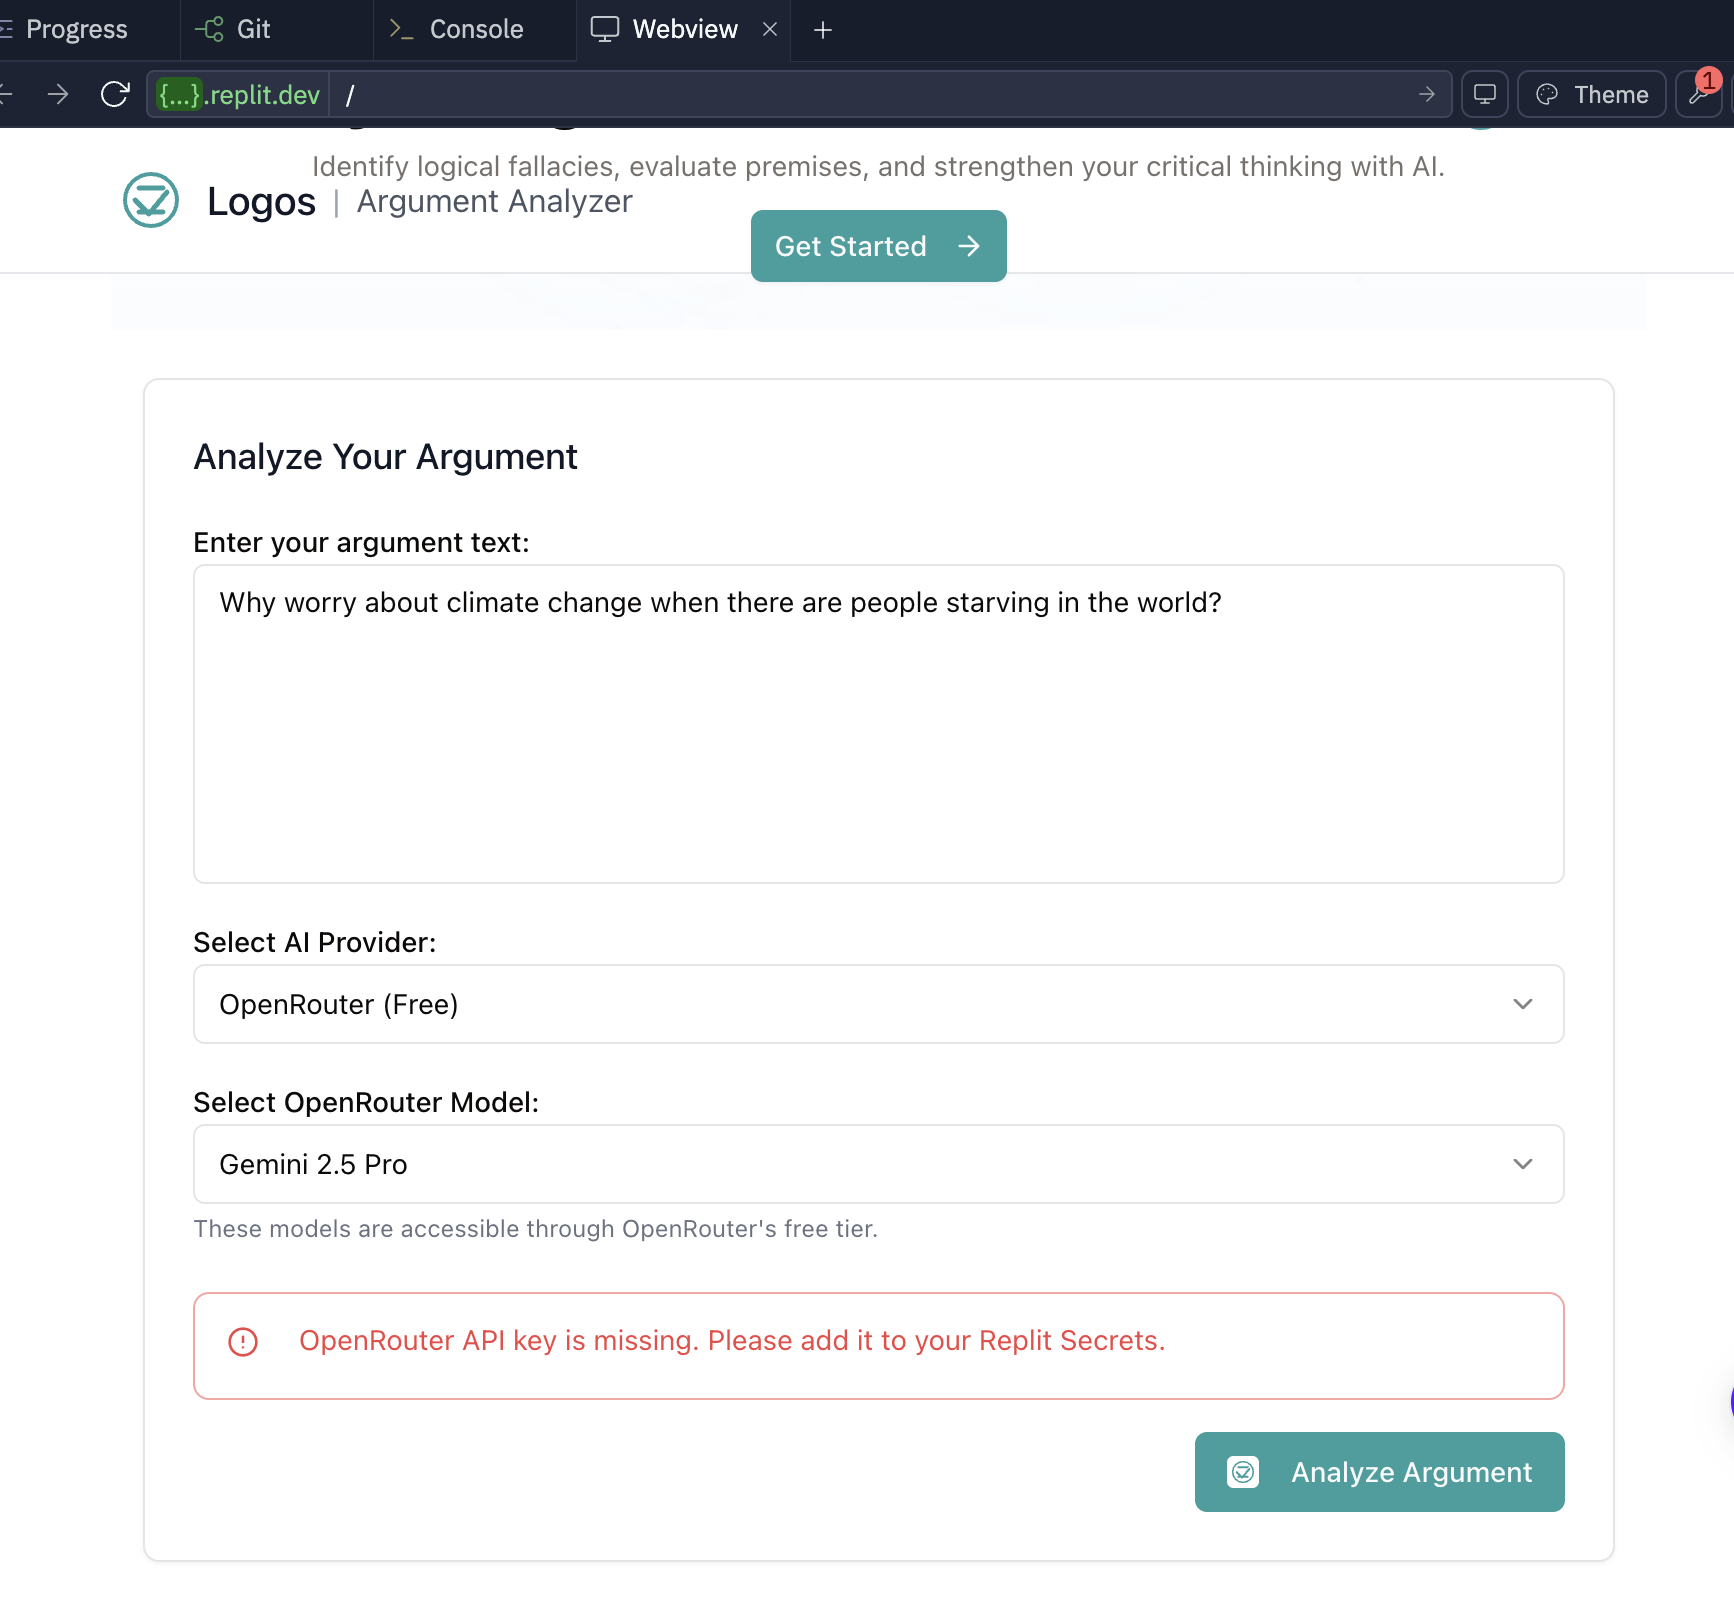 Progress
Git
Console
Webview
{...}.replit.dev
/
Theme
1
Identify logical fallacies, evaluate premises, and strengthen your critical thinking with AI.
Logos | Argument Analyzer
Get Started
Analyze Your Argument
Enter your argument text:
Why worry about climate change when there are people starving in the world?
Select AI Provider:
OpenRouter (Free)
Select OpenRouter Model:
Gemini 2.5 Pro
These models are accessible through OpenRouter's free tier.
OpenRouter API key is missing. Please add it to your Replit Secrets.
Analyze Argument